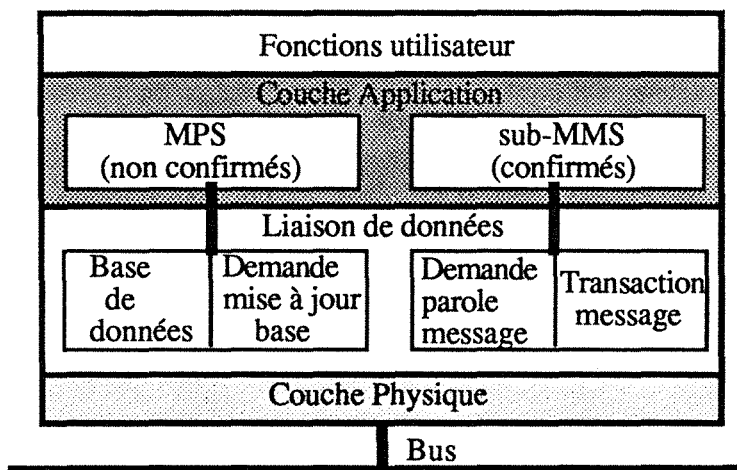 Fonctions utilisateur
Couche Application
MPS
(non confirmés)
sub-MMS
(confirmés)
Liaison de données
Base
de
données
Demande
mise à jour
base
Demande
parole
message
Transaction
message
Couche Physique
Bus